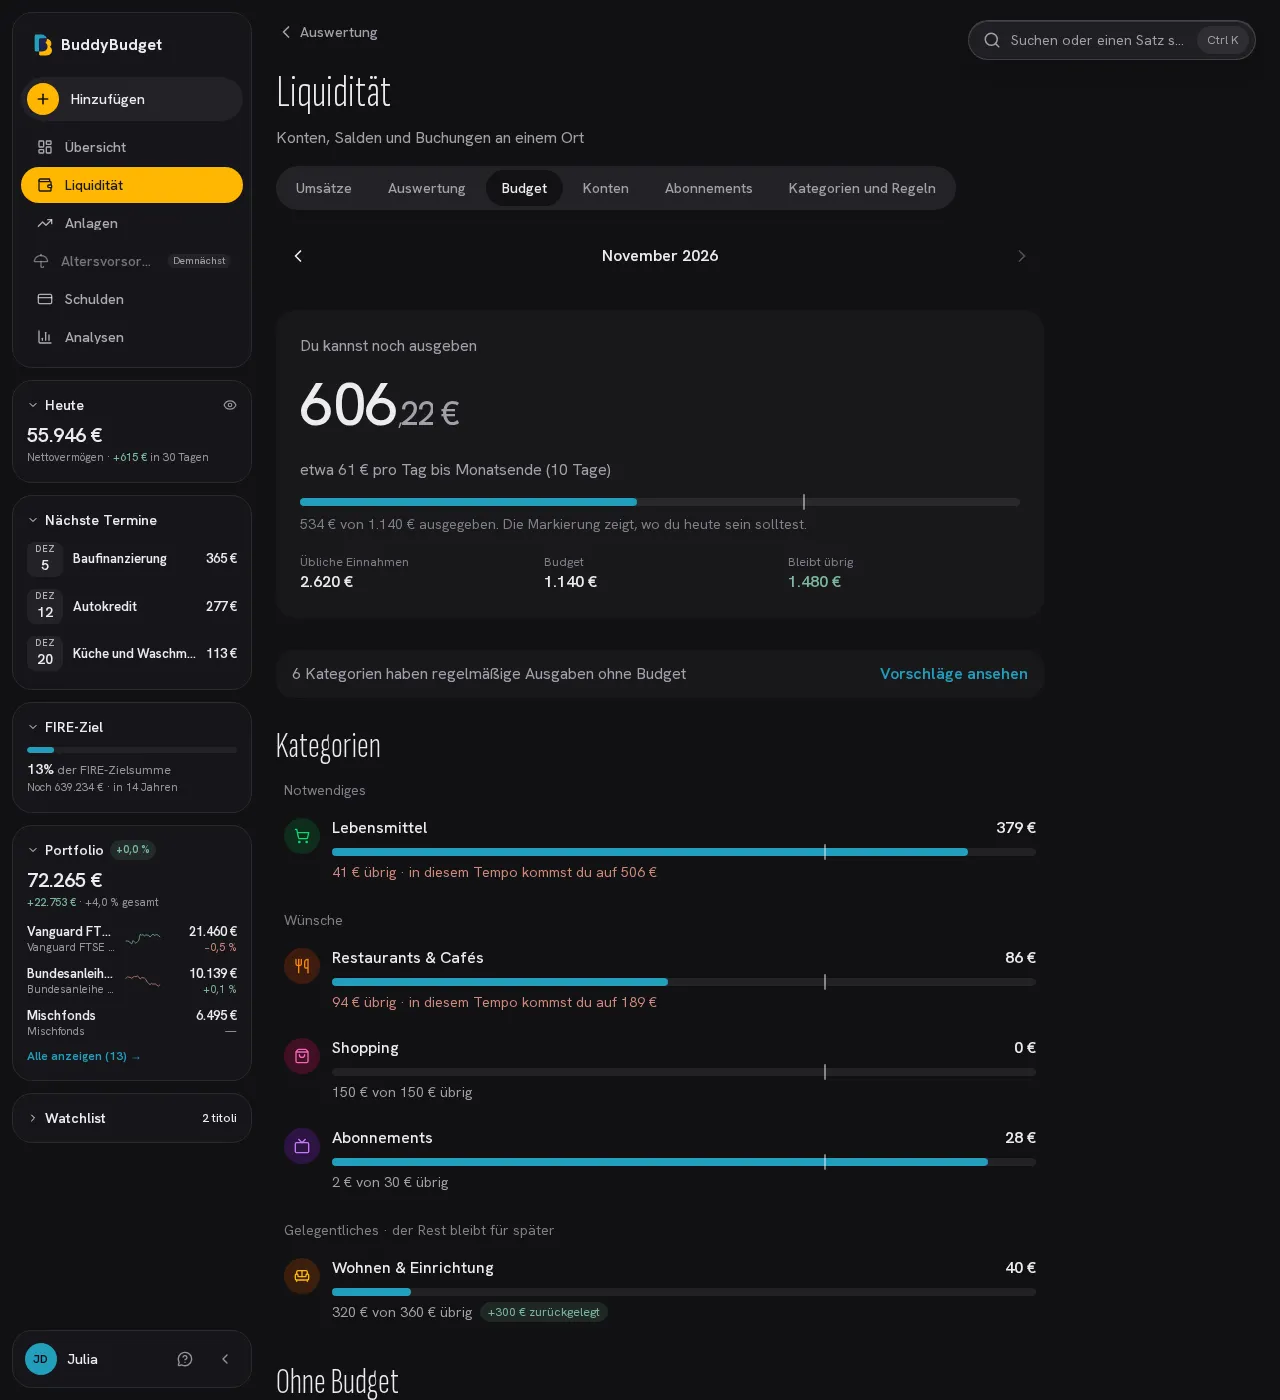 BuddyBudget
Hinzufügen
Übersicht
Liquidität
Anlagen
Altersvorsor... Demnächst
Schulden
Analysen
Heute
55.946 €
Nettovermögen · +615 € in 30 Tagen
Nächste Termine
DEZ
5 Baufinanzierung 365 €
DEZ
12 Autokredit 277 €
DEZ
20 Küche und Waschm... 113 €
FIRE-Ziel
13% der FIRE-Zielsumme
Noch 639.234 € · in 14 Jahren
Portfolio +0,0 %
72.265 €
+22.753 € · +4,0 % gesamt
Vanguard FT... 21.460 €
Vanguard FTSE ... −0,5 %
Bundesanleih... 10.139 €
Bundesanleihe ... +0,1 %
Mischfonds 6.495 €
Mischfonds —
Alle anzeigen (13) →
Watchlist 2 titoli
JD Julia
Auswertung
Suchen oder einen Satz s... Ctrl K
Liquidität
Konten, Salden und Buchungen an einem Ort
Umsätze Auswertung Budget Konten Abonnements Kategorien und Regeln
November 2026
Du kannst noch ausgeben
606,22 €
etwa 61 € pro Tag bis Monatsende (10 Tage)
534 € von 1.140 € ausgegeben. Die Markierung zeigt, wo du heute sein solltest.
Übliche Einnahmen Budget Bleibt übrig
2.620 € 1.140 € 1.480 €
6 Kategorien haben regelmäßige Ausgaben ohne Budget Vorschläge ansehen
Kategorien
Notwendiges
Lebensmittel 379 €
41 € übrig · in diesem Tempo kommst du auf 506 €
Wünsche
Restaurants & Cafés 86 €
94 € übrig · in diesem Tempo kommst du auf 189 €
Shopping 0 €
150 € von 150 € übrig
Abonnements 28 €
2 € von 30 € übrig
Gelegentliches · der Rest bleibt für später
Wohnen & Einrichtung 40 €
320 € von 360 € übrig +300 € zurückgelegt
Ohne Budget